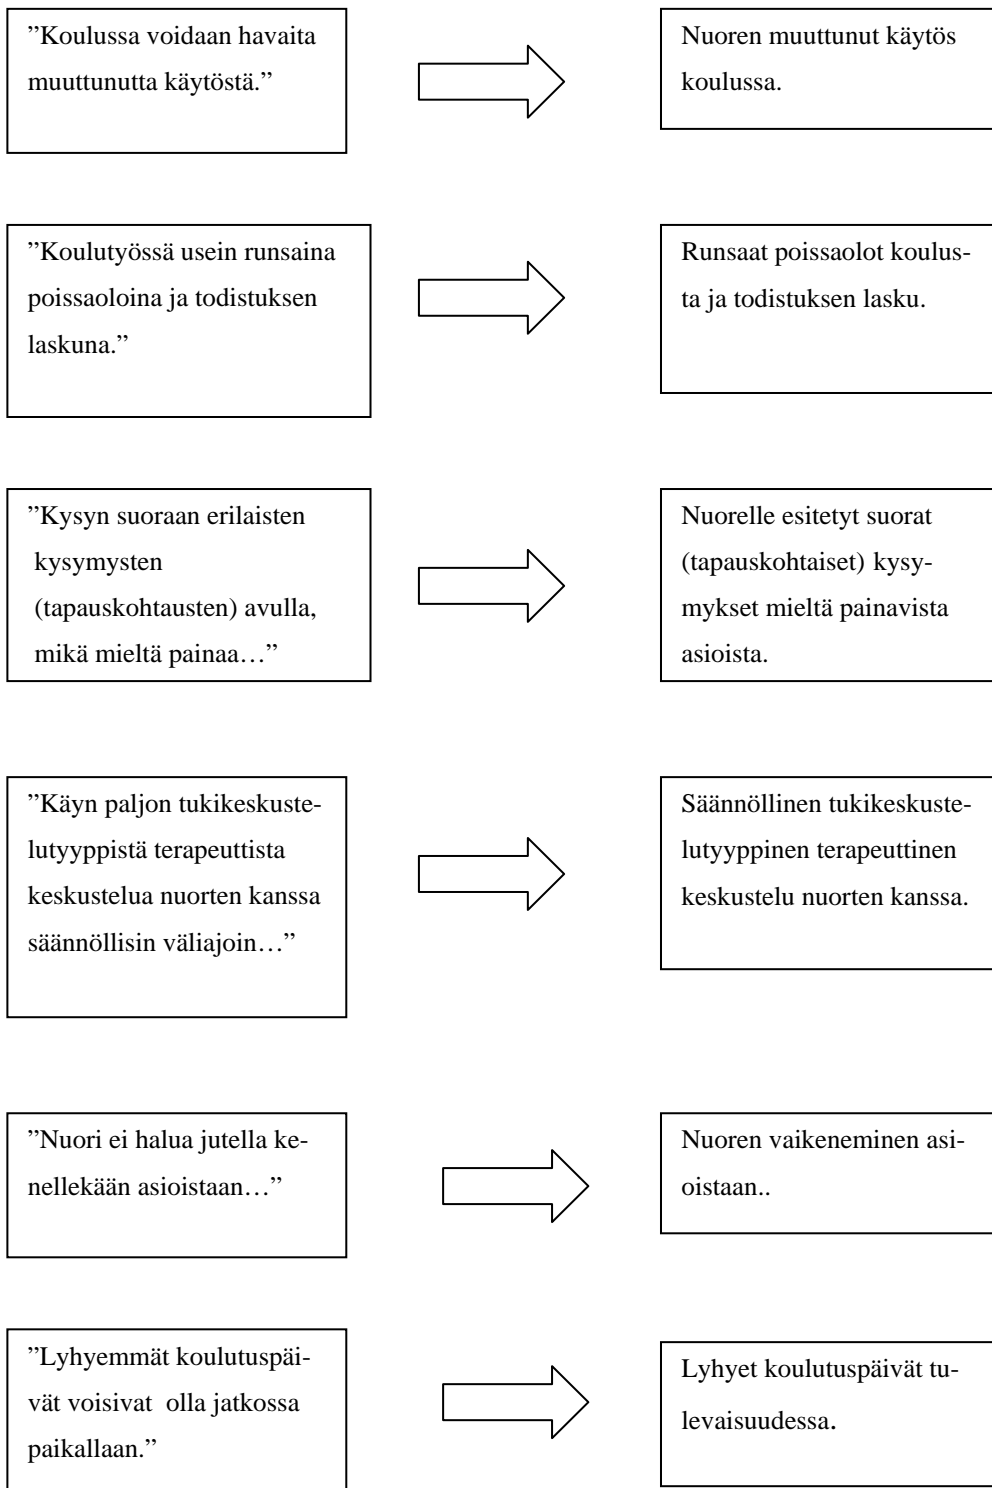 ”Koulussa voidaan havaita
muuttunutta käytöstä.”
Nuoren muuttunut käytös
koulussa.
”Koulutyössä usein runsaina
poissaoloina ja todistuksen
laskuna.”
Runsaat poissaolot koulus-
ta ja todistuksen lasku.
”Kysyn suoraan erilaisten
kysymysten
(tapauskohtausten) avulla,
mikä mieltä painaa…”
Nuorelle esitetyt suorat
(tapauskohtaiset) kysy-
mykset mieltä painavista
asioista.
”Käyn paljon tukikeskuste-
lutyyppistä terapeuttista
keskustelua nuorten kanssa
säännöllisin väliajoin…”
Säännöllinen tukikeskuste-
lutyyppinen terapeuttinen
keskustelu nuorten kanssa.
”Nuori ei halua jutella ke-
nellekään asioistaan…”
Nuoren vaikeneminen asi-
oistaan..
”Lyhyemmät koulutuspäi-
vät voisivat olla jatkossa
paikallaan.”
Lyhyet koulutuspäivät tu-
levaisuudessa.